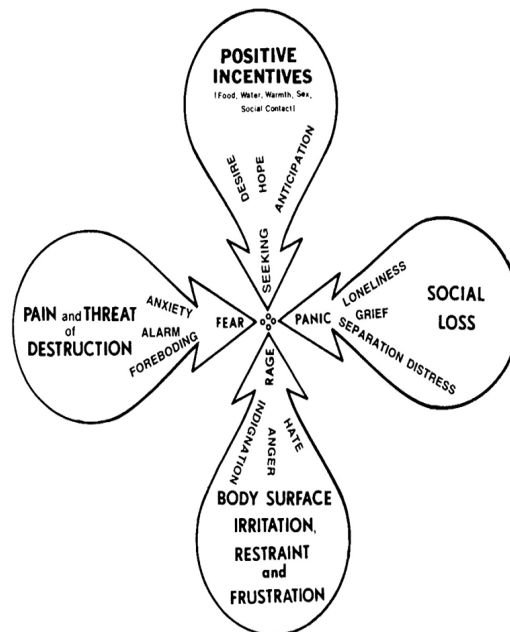 POSITIVE
INCENTIVES
(Food, Water, Warmth, Sex,
Social Contact)
DESIRE
HOPE
ANTICIPATION
SEEKING
PAIN and THREAT
of
DESTRUCTION
ANXIETY
ALARM
FOREBODING
FEAR
PANIC
LONELINESS
GRIEF
SEPARATION DISTRESS
SOCIAL
LOSS
RAGE
INDIGNATION
ANGER
HATE
BODY SURFACE
IRRITATION,
RESTRAINT
and
FRUSTRATION